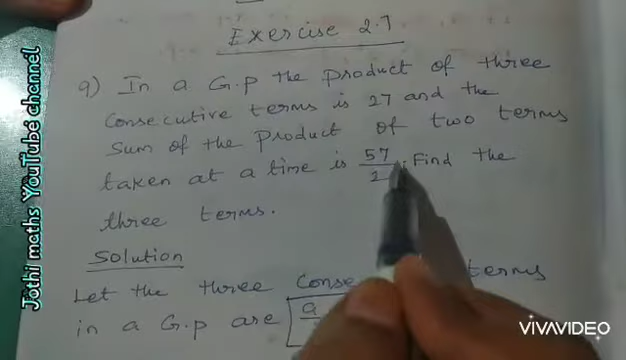 Exercise 2.7
9) In a G.P the product of three
Consecutive terms is 27 and the
Sum of the product of two terms
taken at a time is 57/2. Find the
three terms.
Solution
Let the three Conse terms
in a G.P are a
Jothi maths YouTube channel
VIVAVIDEO